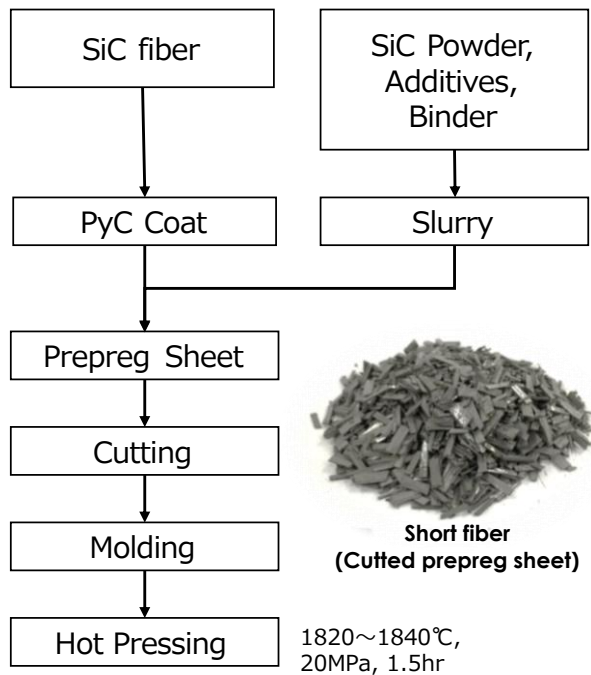 SiC fiber
SiC Powder,
Additives,
Binder
PyC Coat
Slurry
Prepreg Sheet
Cutting
Molding
Hot Pressing
Short fiber
(Cutted prepreg sheet)
1820～1840℃,
20MPa, 1.5hr